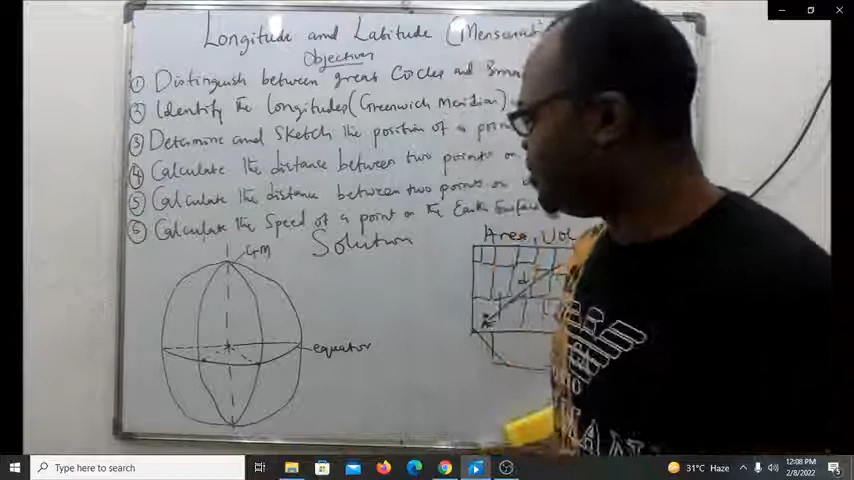 Longitude and Latitude (Mensurat
Objectives
① Distinguish between great Circles and Sma
② Identify the longitudes (Greenwich Meridian)
③ Determine and Sketch the position of a poin
④ Calculate the distance between two points on
⑤ Calculate the distance between two points on
⑥ Calculate the Speed of a point on the Earth Surface
Solution
GM
equator
Area, Vol
Type here to search
31°C Haze
12:08 PM
2/8/2022